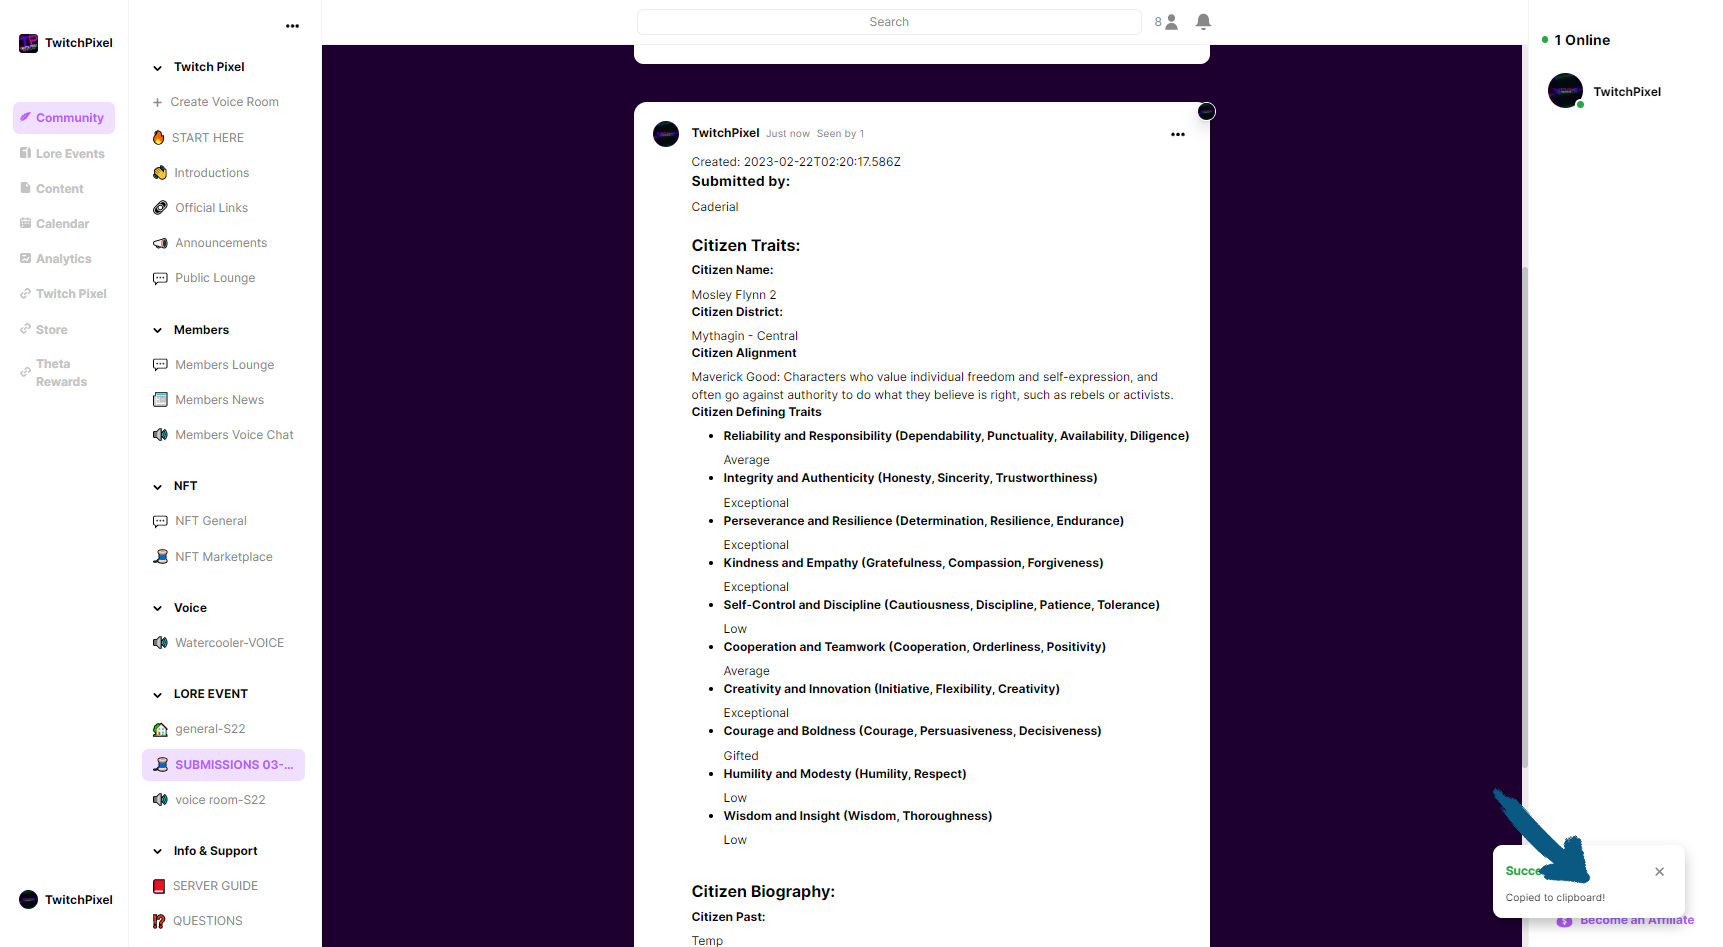 TwitchPixel
Community
Lore Events
Content
Calendar
Analytics
Twitch Pixel
Store
Theta
Rewards
TwitchPixel
Twitch Pixel
Create Voice Room
START HERE
Introductions
Official Links
Announcements
Public Lounge
Members
Members Lounge
Members News
Members Voice Chat
NFT
NFT General
NFT Marketplace
Voice
Watercooler-VOICE
LORE EVENT
general-S22
SUBMISSIONS 03-...
voice room-S22
Info & Support
SERVER GUIDE
QUESTIONS
Search
8
TwitchPixel Just now Seen by 1
Created: 2023-02-22T02:20:17.586Z
Submitted by:
Caderial
Citizen Traits:
Citizen Name:
Mosley Flynn 2
Citizen District:
Mythagin - Central
Citizen Alignment
Maverick Good: Characters who value individual freedom and self-expression, and
often go against authority to do what they believe is right, such as rebels or activists.
Citizen Defining Traits
• Reliability and Responsibility (Dependability, Punctuality, Availability, Diligence)
Average
• Integrity and Authenticity (Honesty, Sincerity, Trustworthiness)
Exceptional
• Perseverance and Resilience (Determination, Resilience, Endurance)
Exceptional
• Kindness and Empathy (Gratefulness, Compassion, Forgiveness)
Exceptional
• Self-Control and Discipline (Cautiousness, Discipline, Patience, Tolerance)
Low
• Cooperation and Teamwork (Cooperation, Orderliness, Positivity)
Average
• Creativity and Innovation (Initiative, Flexibility, Creativity)
Exceptional
• Courage and Boldness (Courage, Persuasiveness, Decisiveness)
Gifted
• Humility and Modesty (Humility, Respect)
Low
• Wisdom and Insight (Wisdom, Thoroughness)
Low
Citizen Biography:
Citizen Past:
Temp
1 Online
TwitchPixel
Copied to clipboard!
Become an Affiliate